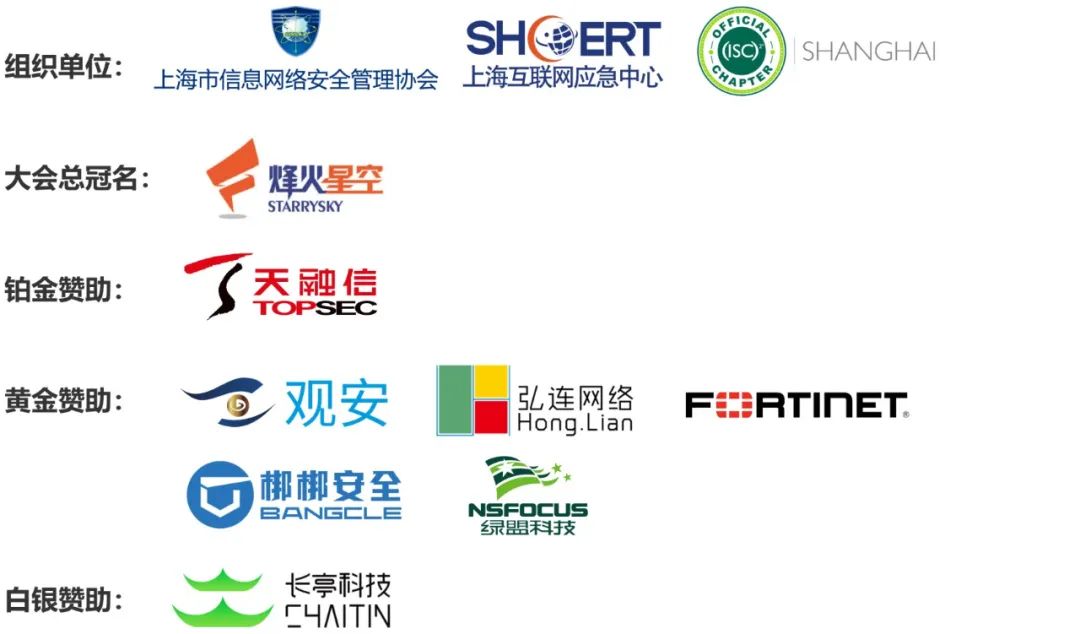 组织单位：
上海市信息网络安全管理协会
SHCERT
上海互联网应急中心
OFFICIAL
(ISC)²
CHAPTER
SHANGHAI
大会总冠名：
烽火星空
STARRYSKY
铂金赞助：
天融信
TOPSEC
黄金赞助：
观安
弘连网络
Hong.Lian
FORTINET®
梆梆安全
BANGCLE
NSFOCUS
绿盟科技
白银赞助：
长亭科技
CHAITIN